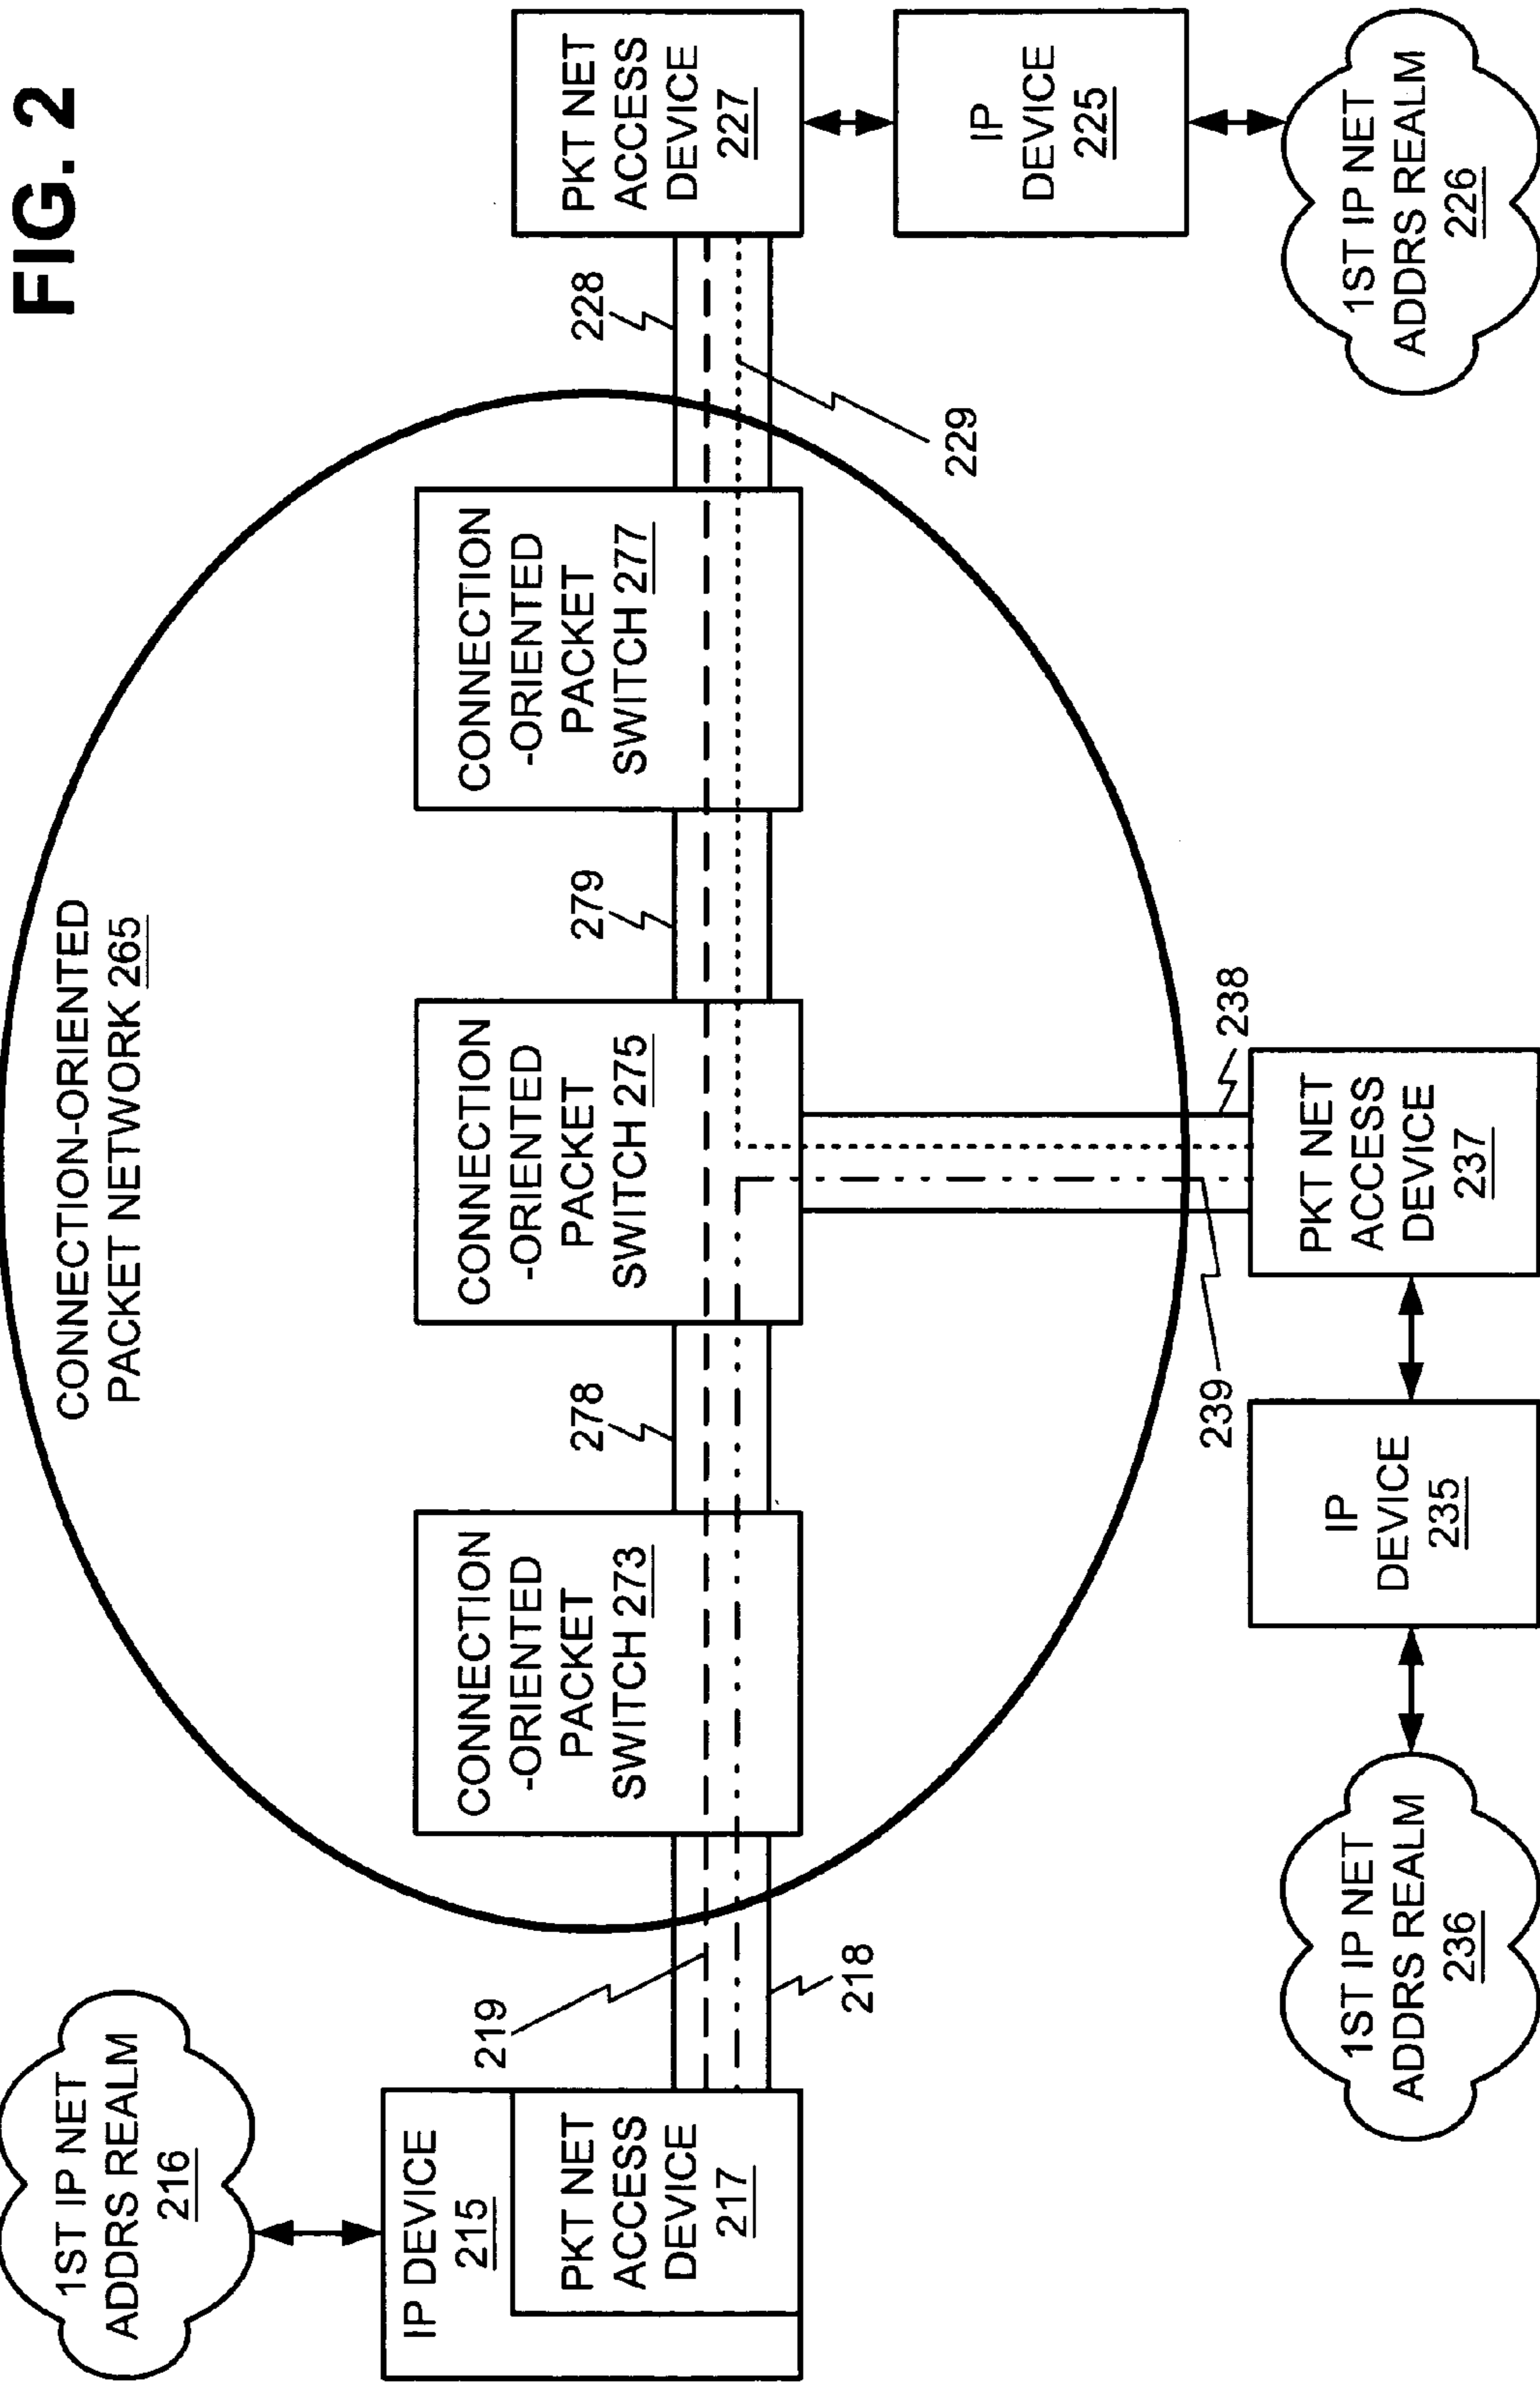 FIG. 2
CONNECTION-ORIENTED
PACKET NETWORK 265
1ST IP NET
ADDRS REALM
216
IP DEVICE
215
PKT NET
ACCESS
DEVICE
217
219
218
CONNECTION
-ORIENTED
PACKET
SWITCH 273
278
CONNECTION
-ORIENTED
PACKET
SWITCH 275
279
CONNECTION
-ORIENTED
PACKET
SWITCH 277
228
229
PKT NET
ACCESS
DEVICE
227
IP
DEVICE
225
1ST IP NET
ADDRS REALM
226
238
239
PKT NET
ACCESS
DEVICE
237
IP
DEVICE
235
1ST IP NET
ADDRS REALM
236